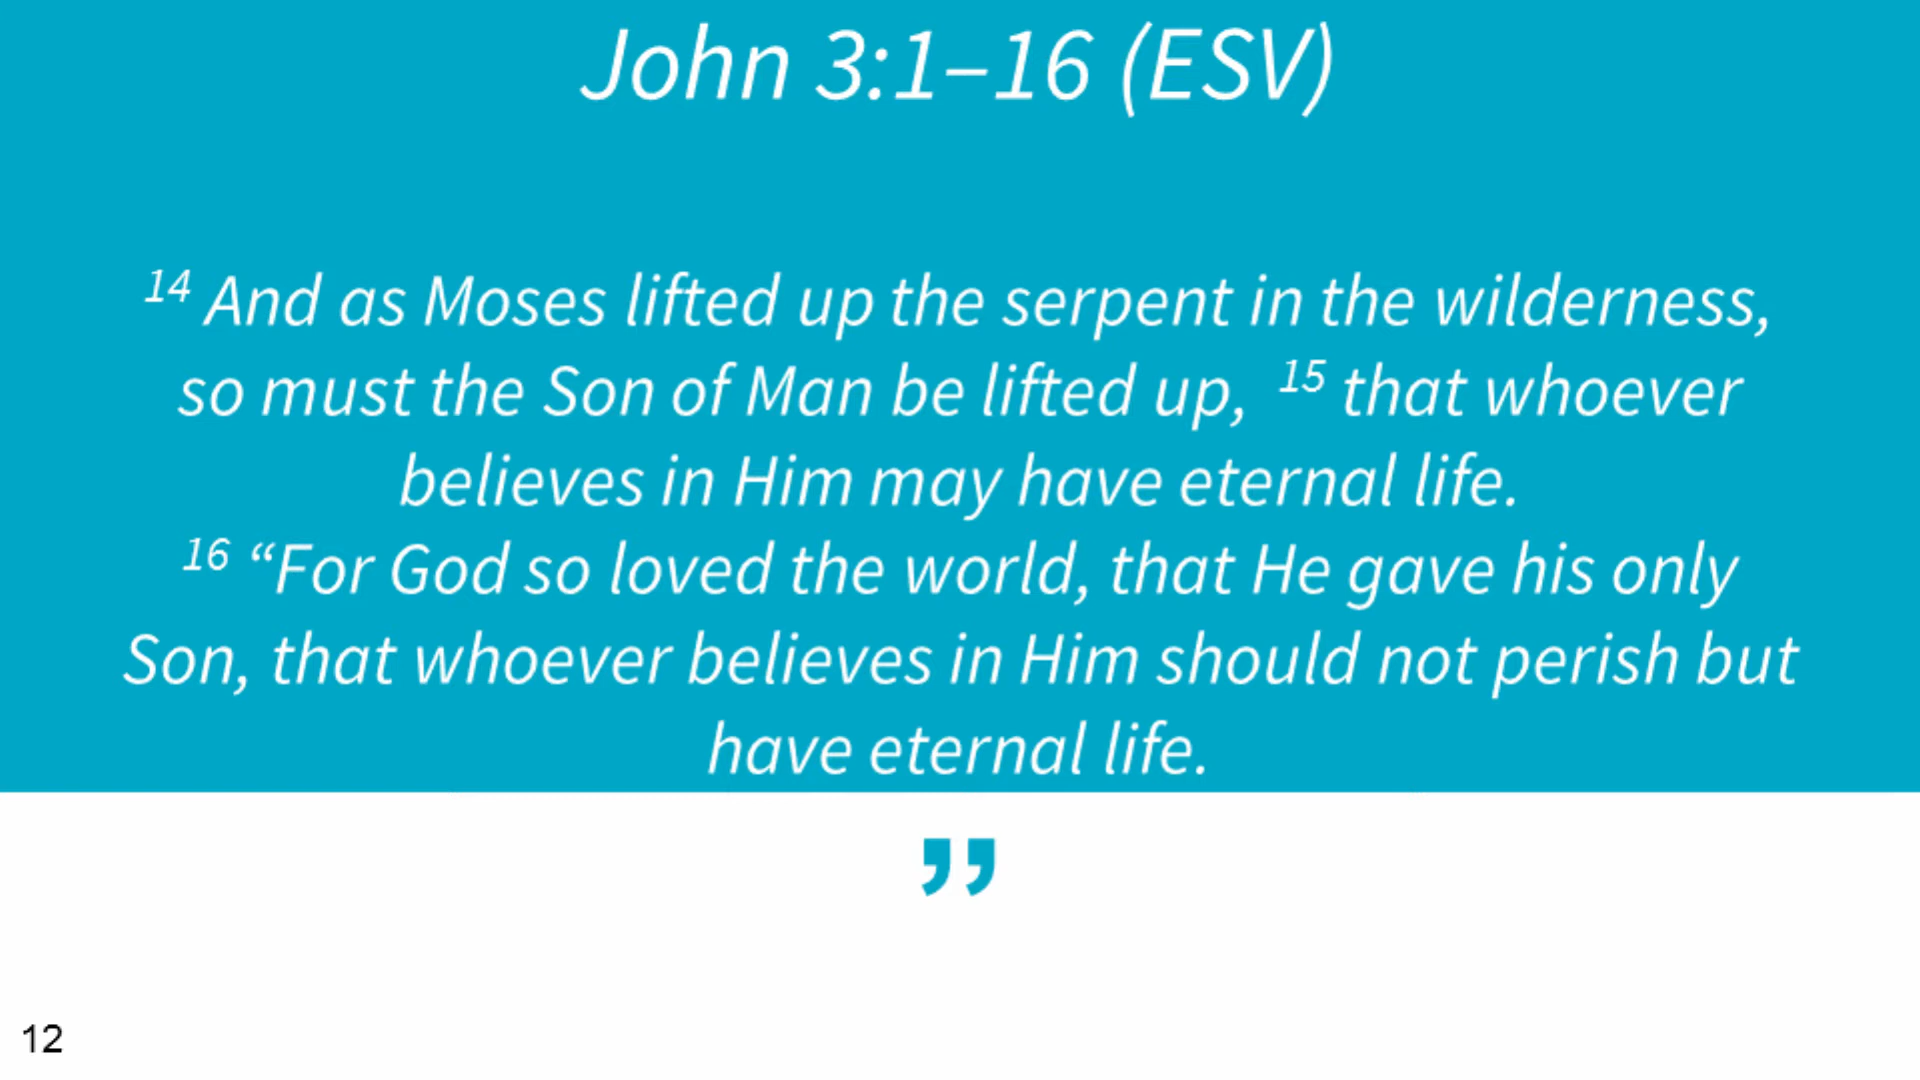 John 3:1–16 (ESV)
14 And as Moses lifted up the serpent in the wilderness,
so must the Son of Man be lifted up, 15 that whoever
believes in Him may have eternal life.
16 “For God so loved the world, that He gave his only
Son, that whoever believes in Him should not perish but
have eternal life.
”
12